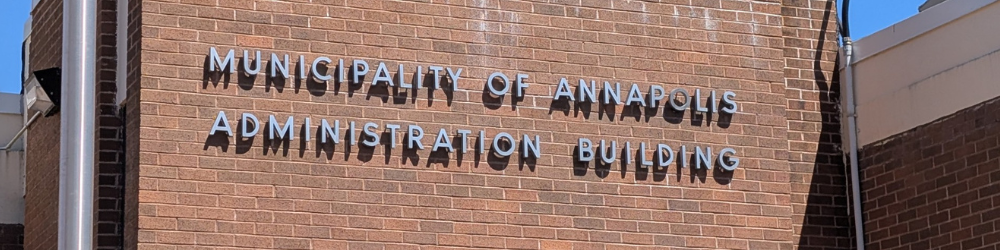 MUNICIPALITY OF ANNAPOLIS
ADMINISTRATION BUILDING